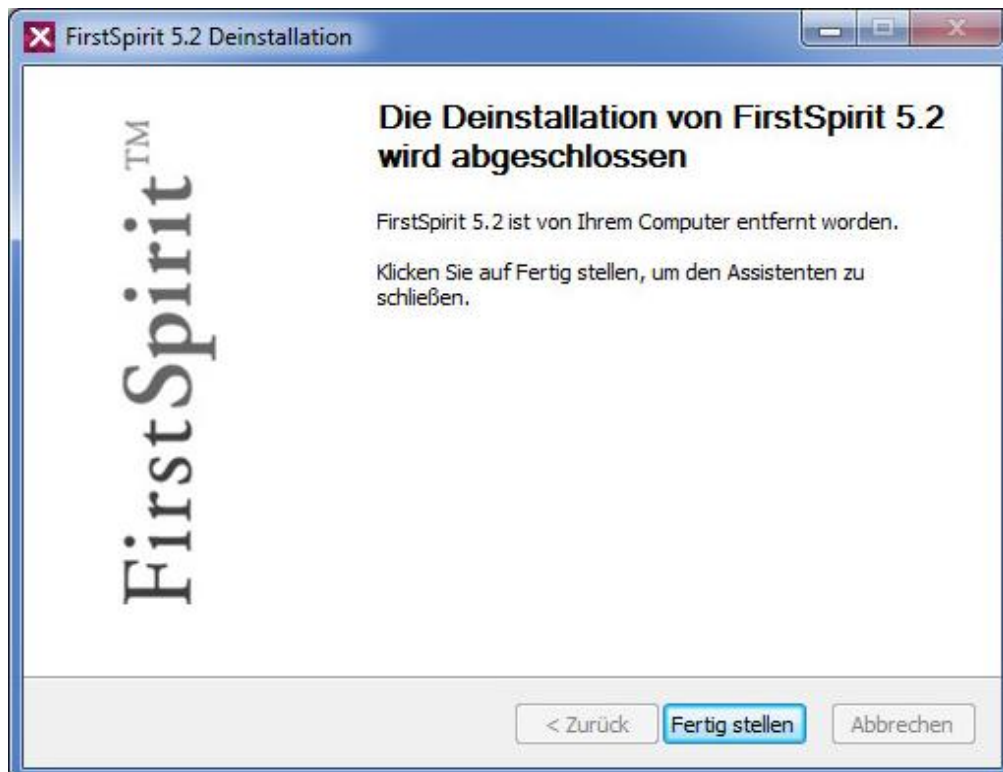 FirstSpirit 5.2 Deinstallation
FirstSpirit™
Die Deinstallation von FirstSpirit 5.2
wird abgeschlossen
FirstSpirit 5.2 ist von Ihrem Computer entfernt worden.
Klicken Sie auf Fertig stellen, um den Assistenten zu
schließen.
< Zurück
Fertig stellen
Abbrechen